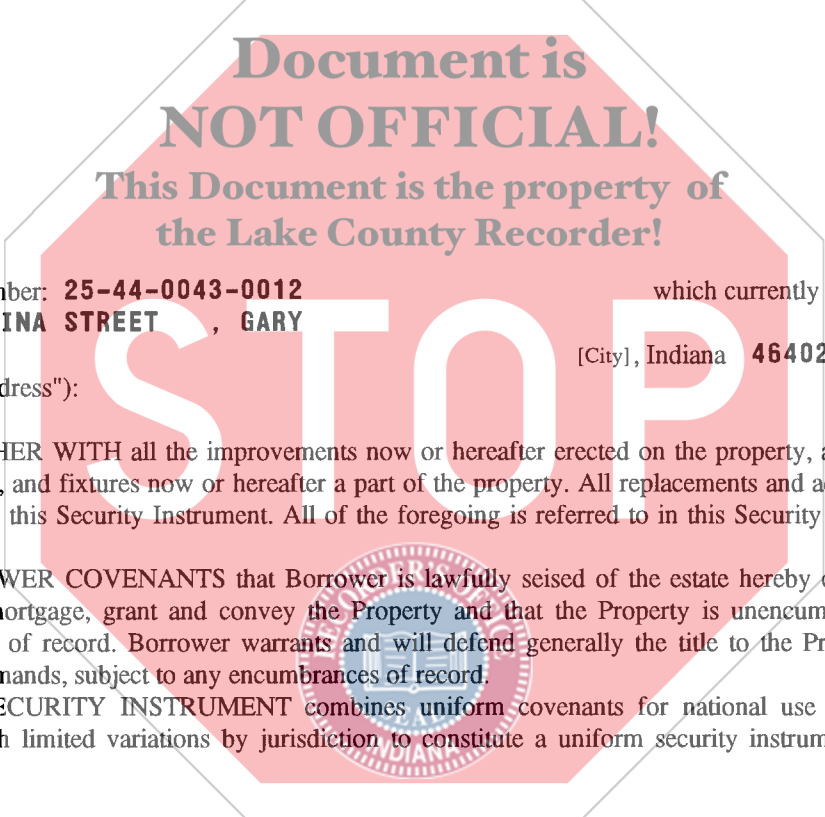 Document is
NOT OFFICIAL!
This Document is the property of
the Lake County Recorder!
STOP
ber: 25-44-0043-0012 which currently
INA STREET , GARY
[City], Indiana 46402
dress"):
HER WITH all the improvements now or hereafter erected on the property, a
, and fixtures now or hereafter a part of the property. All replacements and a
this Security Instrument. All of the foregoing is referred to in this Security
WER COVENANTS that Borrower is lawfully seised of the estate hereby
ortgage, grant and convey the Property and that the Property is unencum
of record. Borrower warrants and will defend generally the title to the Pr
mands, subject to any encumbrances of record.
ECURITY INSTRUMENT combines uniform covenants for national use
h limited variations by jurisdiction to constitute a uniform security instrum
RECORDER'S OFFICE
SEAL
INDIANA